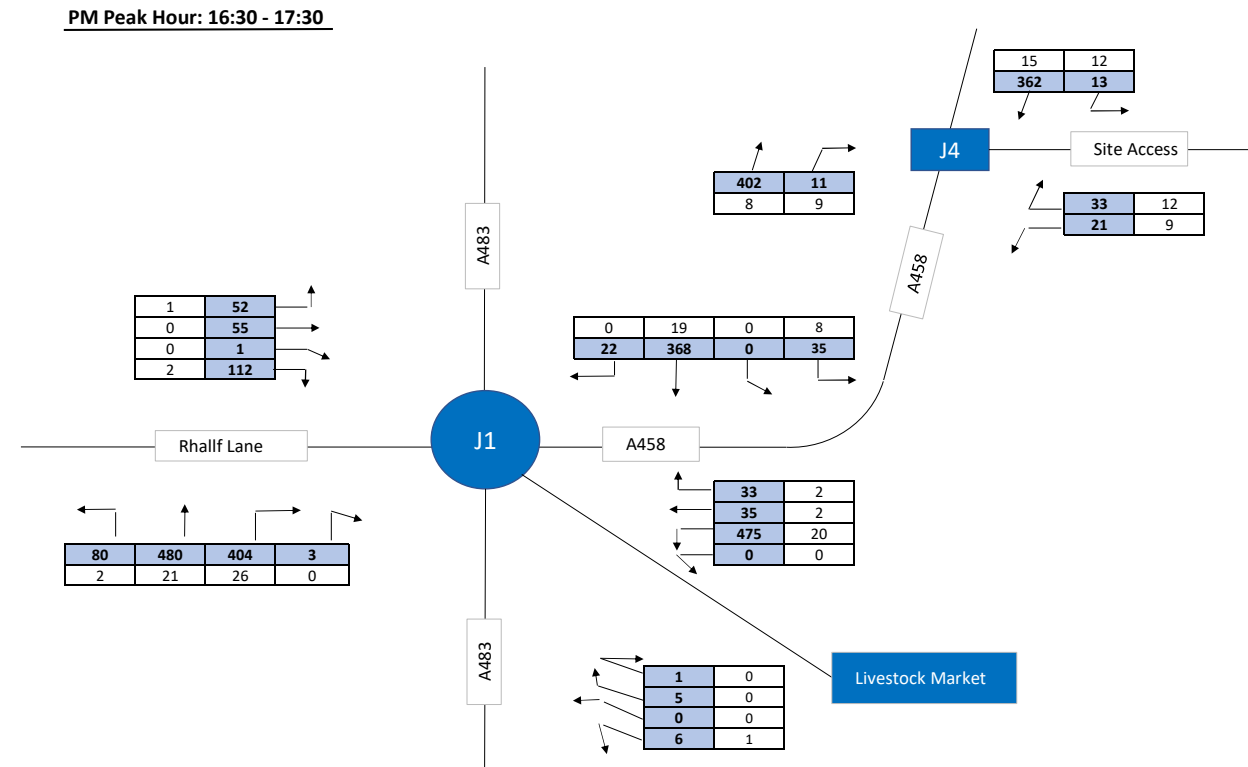 PM Peak Hour: 16:30 - 17:30
15 12
362 13
J4
Site Access
402 11
8 9
33 12
21 9
A483
A458
1 52
0 55
0 1
2 112
0 19 0 8
22 368 0 35
Rhallf Lane
J1
A458
33 2
35 2
475 20
0 0
80 480 404 3
2 21 26 0
A483
1 0
5 0
0 0
6 1
Livestock Market